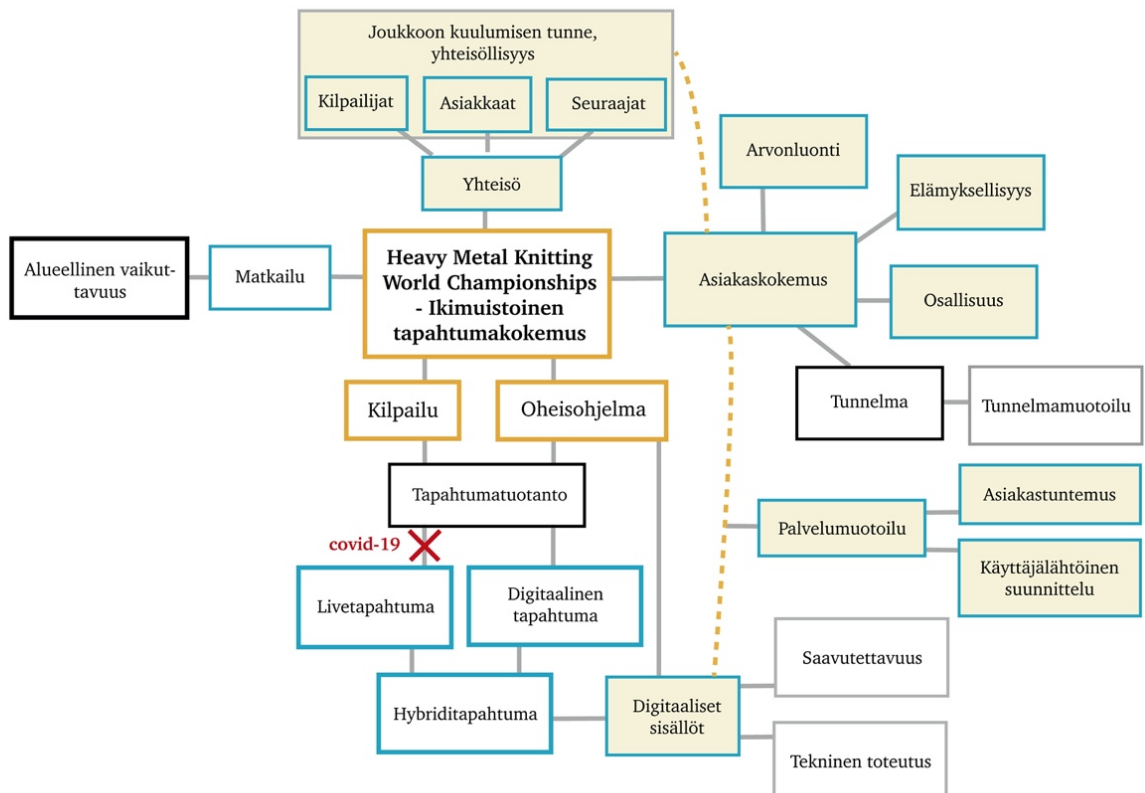 Joukkoon kuulumisen tunne,
yhteisöllisyys
Kilpailijat
Asiakkaat
Seuraajat
Yhteisö
Arvonluonti
Elämyksellisyys
Alueellinen vaikut-
tavuus
Matkailu
Heavy Metal Knitting
World Championships
- Ikimuistoinen
tapahtumakokemus
Asiakaskokemus
Osallisuus
Kilpailu
Oheisohjelma
Tunnelma
Tunnelmamuotoilu
Tapahtumatuotanto
covid-19
Asiakastuntemus
Palvelumuotoilu
Käyttäjälähtöinen
suunnittelu
Livetapahtuma
Digitaalinen
tapahtuma
Saavutettavuus
Hybriditapahtuma
Digitaaliset
sisällöt
Tekninen toteutus